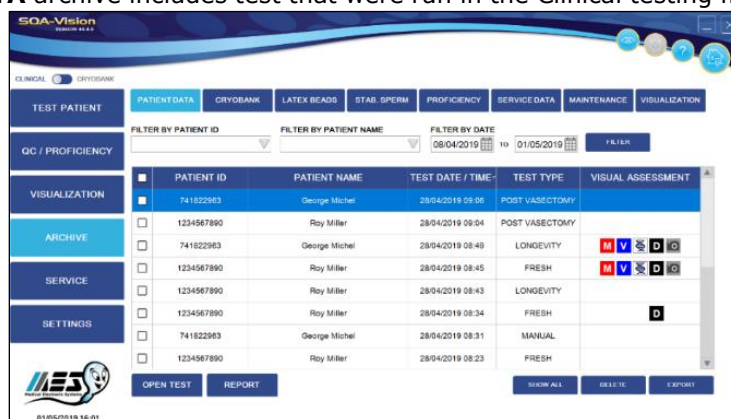 archive includes test that were run in the Clinical testing
SQA-Vision
CLINICAL CRYOBANK
TEST PATIENT
QC / PROFICIENCY
VISUALIZATION
ARCHIVE
SERVICE
SETTINGS
MES
Medical Electronic Systems
01/05/2019 16:01
PATIENT DATA CRYOBANK LATEX BEADS STAB. SPERM PROFICIENCY SERVICE DATA MAINTENANCE VISUALIZATION
FILTER BY PATIENT ID FILTER BY PATIENT NAME FILTER BY DATE
08/04/2019 TO 01/05/2019 FILTER
PATIENT ID PATIENT NAME TEST DATE / TIME TEST TYPE VISUAL ASSESSMENT
741822963 George Michel 28/04/2019 09:06 POST VASECTOMY
1234567890 Roy Miller 28/04/2019 09:04 POST VASECTOMY
741822963 George Michel 28/04/2019 08:49 LONGEVITY M V D
1234567890 Roy Miller 28/04/2019 08:45 FRESH M V D
1234567890 Roy Miller 28/04/2019 08:43 LONGEVITY
1234567890 Roy Miller 28/04/2019 08:34 FRESH D
741822963 George Michel 28/04/2019 08:31 MANUAL
1234567890 Roy Miller 28/04/2019 08:23 FRESH
OPEN TEST REPORT SHOW ALL DELETE EXPORT